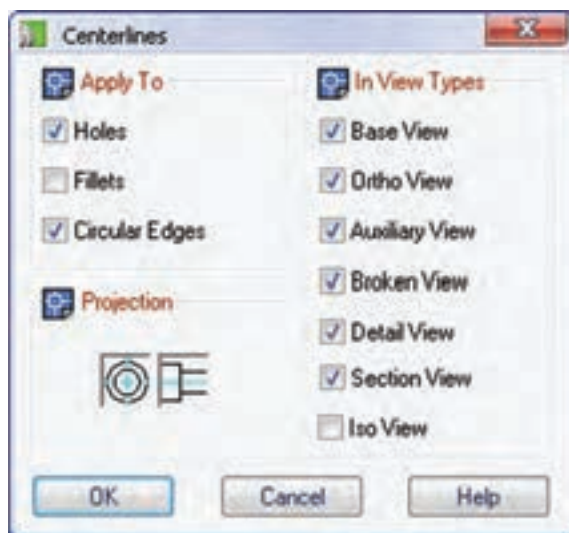 Centerlines
Apply To
Holes
Fillets
Circular Edges
Projection
In View Types
Base View
Ortho View
Auxiliary View
Broken View
Detail View
Section View
Iso View
OK
Cancel
Help